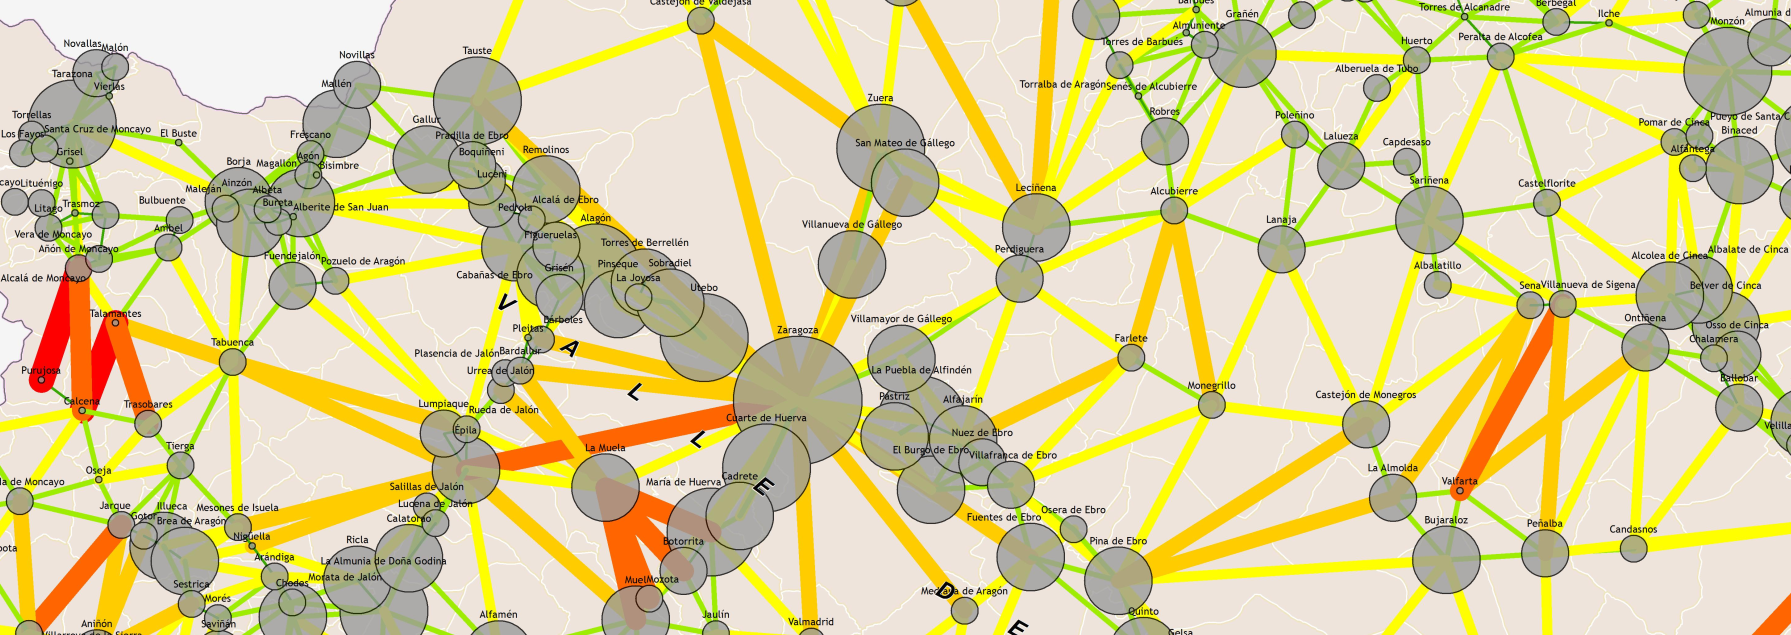 Castejón de Valdejasa
Barbués
Torres de Alcanadre
Berbegal
Ilche
Grañén
Almuniente
Monzón
Novallas
Malón
Novillas
Tauste
Torres de Barbués
Huerto
Peralta de Alcofea
Tarazona
Vierlas
Mallén
Alberuela de Tubo
Torralba de Aragón
Senés de Alcubierre
Zuera
Torrellas
Los Fayos
Santa Cruz de Moncayo
El Buste
Frescano
Gallur
Pradilla de Ebro
San Mateo de Gállego
Robres
Poleñino
Lalueza
Capdesaso
Pomar de Cinca
Binaced
Alfántega
Grisel
Borja
Magallón
Agón
Bisimbre
Boquiñeni
Remolinos
Luceni
Lituénigo
Maleján
Ainzón
Albeta
Leciñena
Alcubierre
Sariñena
Castelflorite
Litago
Trasmoz
Bulbuente
Bureta
Alberite de San Juan
Pedrola
Alcalá de Ebro
Alagón
Villanueva de Gállego
Lanaja
Vera de Moncayo
Ambel
Figueruelas
Torres de Berrellén
Perdiguera
Añón de Moncayo
Fuendejalón
Pozuelo de Aragón
Grisén
Pinseque
Sobradiel
Albalatillo
Alcolea de Cinca
Albalate de Cinca
Alcalá de Moncayo
Cabañas de Ebro
La Joyosa
Utebo
Sena
Villanueva de Sigena
Belver de Cinca
Talamantes
Bárboles
Pleitas
Zaragoza
Villamayor de Gállego
Farlete
Ontiñena
Osso de Cinca
Chalamera
Tabuenca
Plasencia de Jalón
Bardallur
Urrea de Jalón
La Puebla de Alfindén
Monegrillo
Ballobar
Purujosa
Calcena
Trasobares
Lumpiaque
Rueda de Jalón
Épila
Cuarte de Huerva
Pastriz
Alfajarín
Castejón de Monegros
Tierga
La Muela
Nuez de Ebro
El Burgo de Ebro
Villafranca de Ebro
La Almolda
Valfarta
Oseja
Cadrete
María de Huerva
Salillas de Jalón
Lucena de Jalón
Calatorao
Jarque
Illueca
Mesones de Isuela
Brea de Aragón
Nigüella
Fuentes de Ebro
Osera de Ebro
Pina de Ebro
Bujaraloz
Peñalba
Candasnos
Arándiga
Ricla
La Almunia de Doña Godina
Botorrita
Sestrica
Chodes
Morata de Jalón
Muel
Mozota
Mediana de Aragón
Morés
Saviñán
Aniñón
Alfamén
Jaulín
Valmadrid
Quinto
Gelsa
V
A
L
L
E
D
E